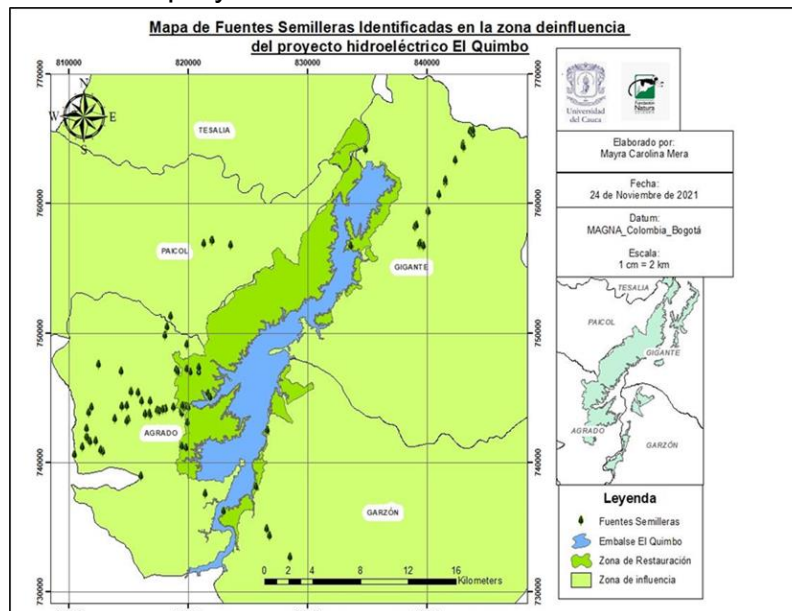 Mapa de Fuentes Semilleras Identificadas en la zona deinfluencia
del proyecto hidroeléctrico El Quimbo
810000 820000 830000 840000
770000 770000
760000 760000
750000 750000
740000 740000
730000 730000
N
W E
S
TESALIA
PAICOL
GIGANTE
AGRADO
GARZÓN
0 2 4 8 12 16
Kilometers
Universidad
del Cauca
Fundación
Natura
Elaborado por:
Mayra Carolina Mera
Fecha:
24 de Noviembre de 2021
Datum:
MAGNA_Colombia_Bogotá
Escala:
1 cm = 2 km
TESALIA
PAICOL
GIGANTE
AGRADO
GARZÓN
Leyenda
Fuentes Semilleras
Embalse El Quimbo
Zona de Restauración
Zona de influencia